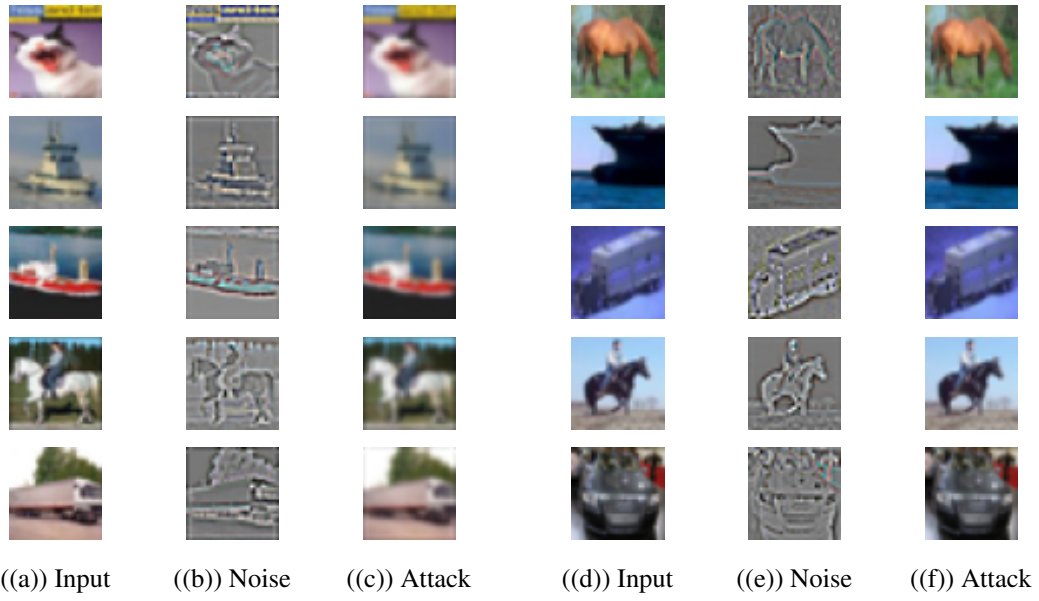 ((a)) Input
((b)) Noise
((c)) Attack
((d)) Input
((e)) Noise
((f)) Attack